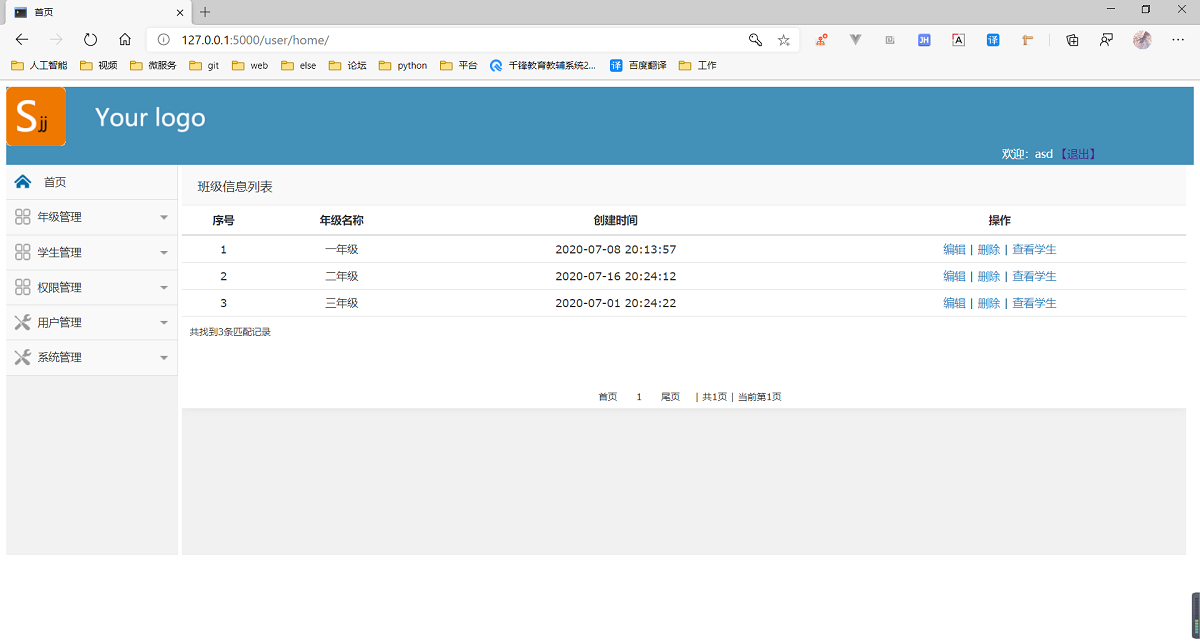 首页
127.0.0.1:5000/user/home/
JH
A
译
人工智能 视频 微服务 git web else 论坛 python 平台 千锋教育教辅系统2... 译 百度翻译 工作
S jj Your logo
欢迎: asd 【退出】
首页
年级管理
学生管理
权限管理
用户管理
系统管理
班级信息列表
序号 年级名称 创建时间 操作
1 一年级 2020-07-08 20:13:57 编辑 | 删除 | 查看学生
2 二年级 2020-07-16 20:24:12 编辑 | 删除 | 查看学生
3 三年级 2020-07-01 20:24:22 编辑 | 删除 | 查看学生
共找到3条匹配记录
首页 1 尾页 | 共1页 | 当前第1页